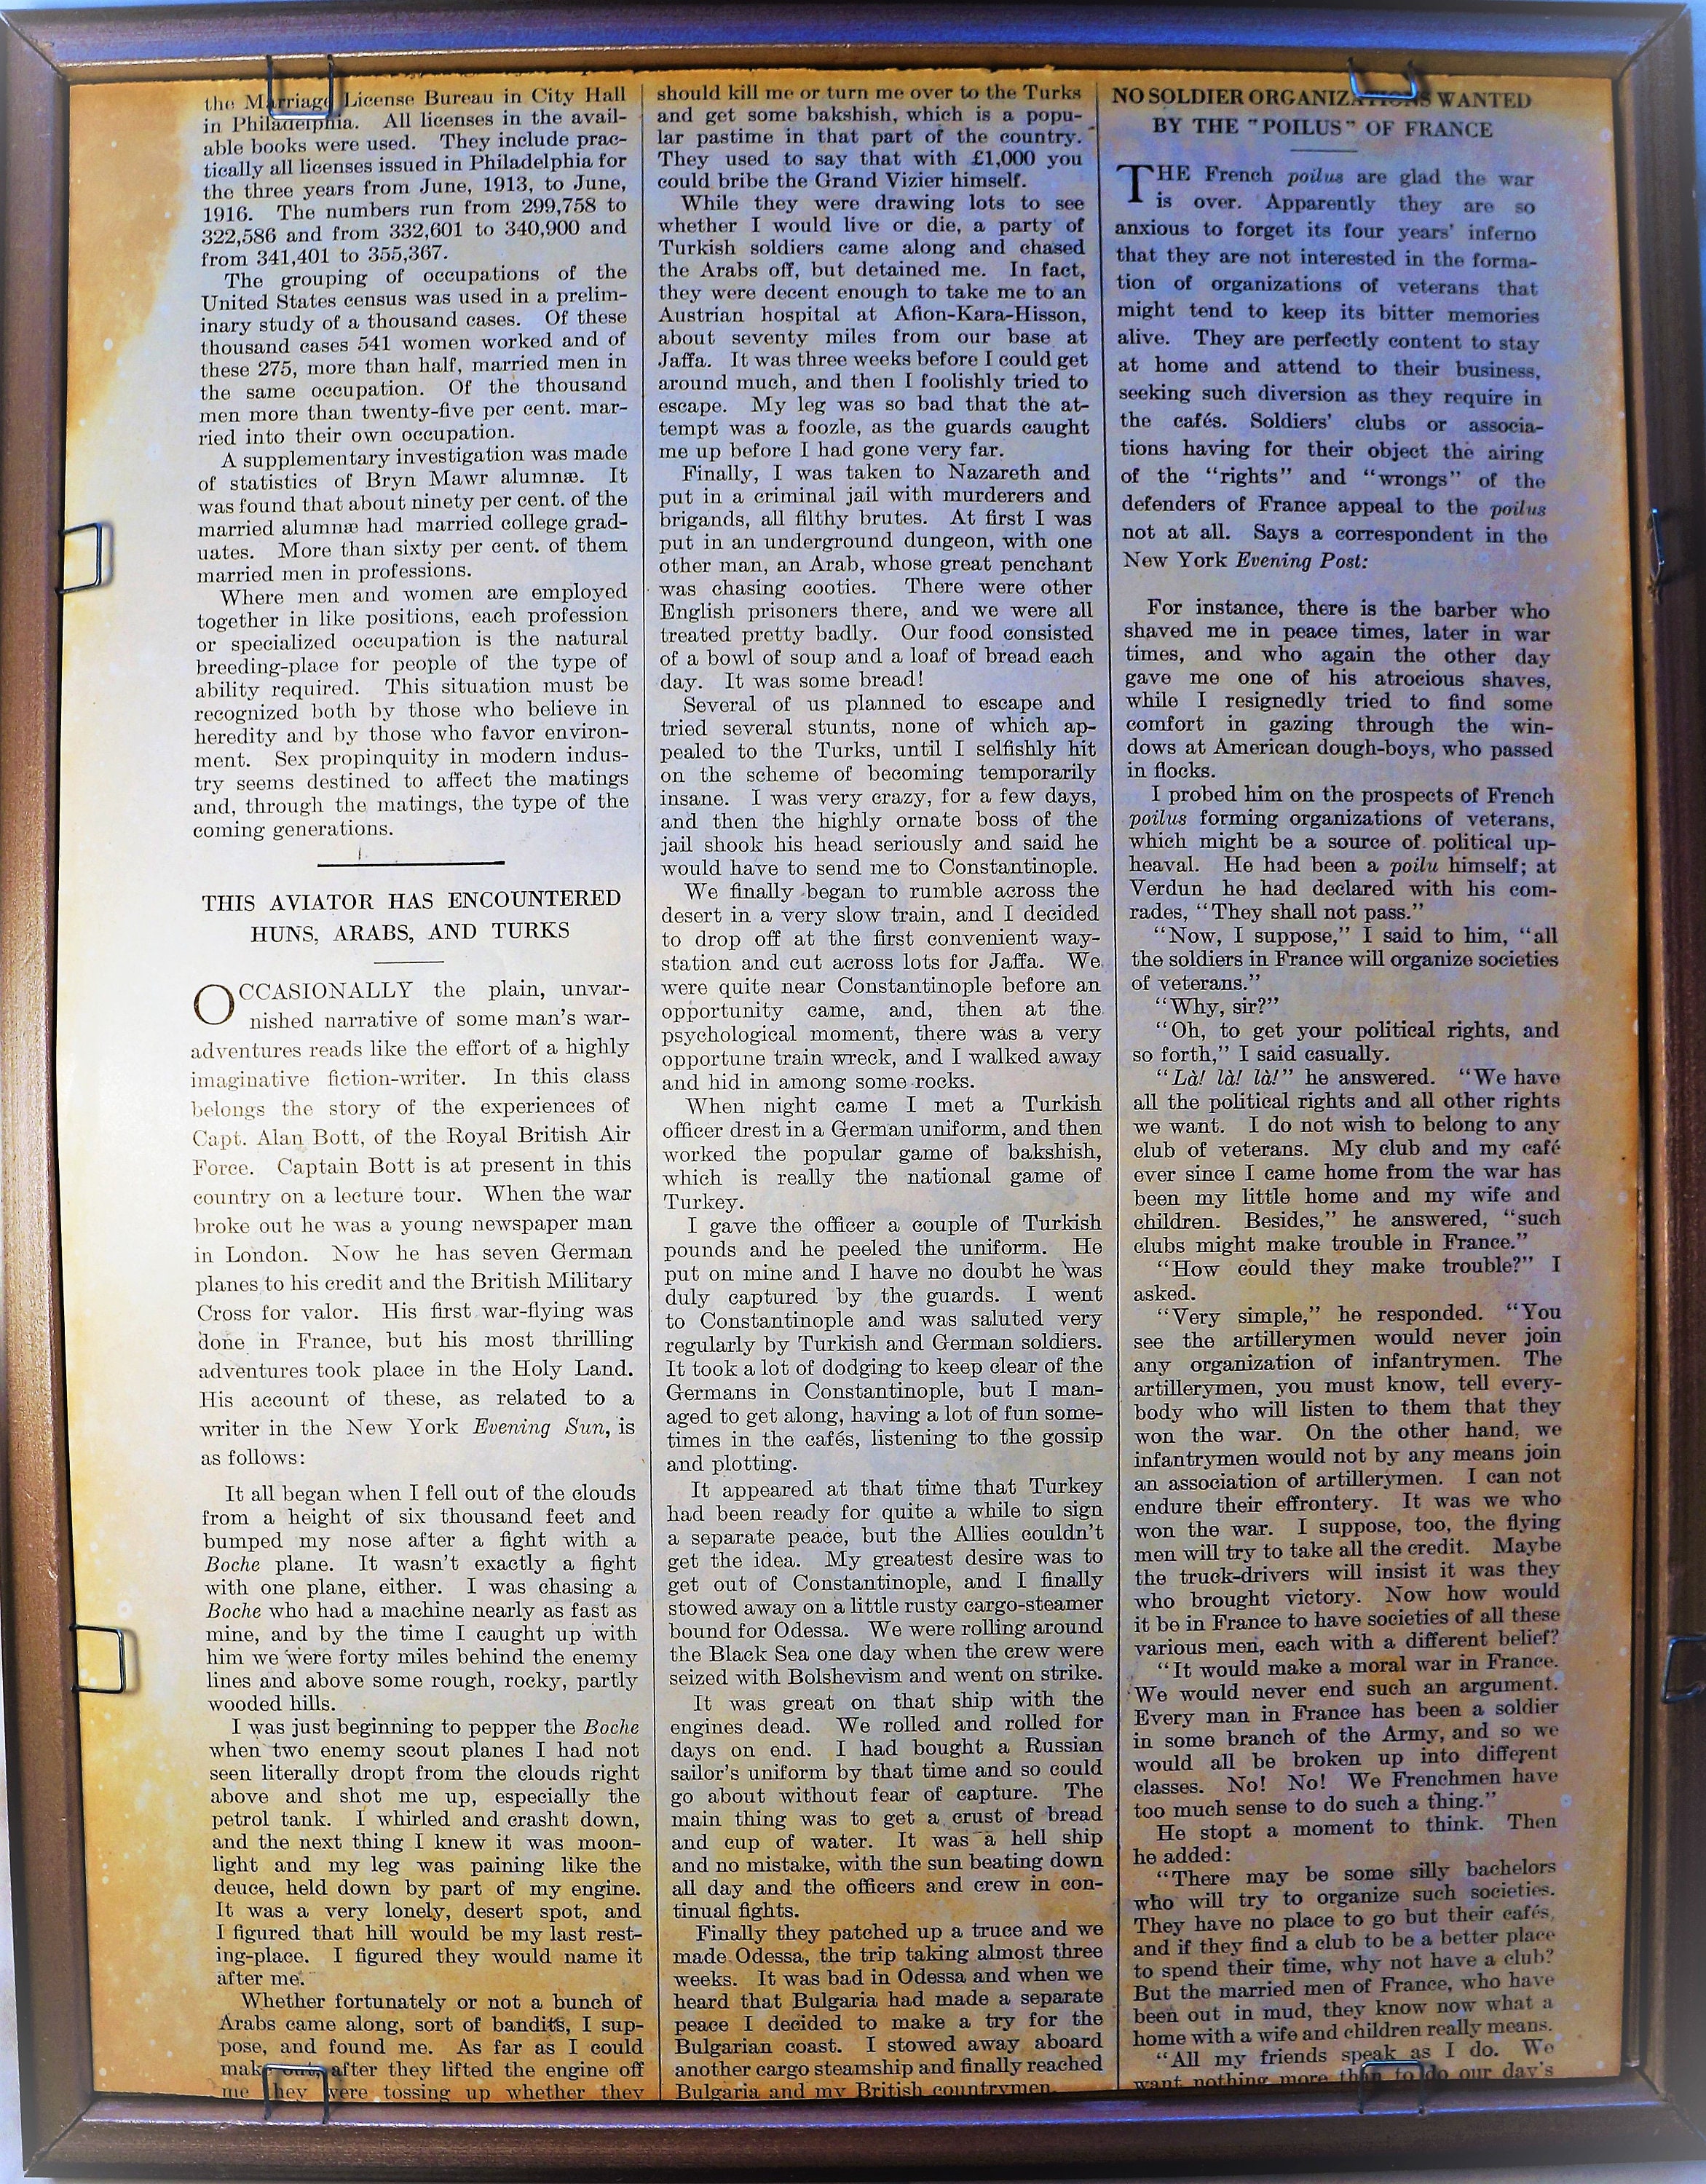 the Marriage License Bureau in City Hall
in Philadelphia. All licenses in the avail-
able books were used. They include prac-
tically all licenses issued in Philadelphia for
the three years from June, 1913, to June,
1916. The numbers run from 299,758 to
322,586 and from 332,601 to 340,900 and
from 341,401 to 355,367.
The grouping of occupations of the
United States census was used in a prelim-
inary study of a thousand cases. Of these
thousand cases 541 women worked and of
these 275, more than half, married men in
the same occupation. Of the thousand
men more than twenty-five per cent. mar-
ried into their own occupation.
A supplementary investigation was made
of statistics of Bryn Mawr alumnæ. It
was found that about ninety per cent. of the
married alumnæ had married college grad-
uates. More than sixty per cent. of them
married men in professions.
Where men and women are employed
together in like positions, each profession
or specialized occupation is the natural
breeding-place for people of the type of
ability required. This situation must be
recognized both by those who believe in
heredity and by those who favor environ-
ment. Sex propinquity in modern indus-
try seems destined to affect the matings
and, through the matings, the type of the
coming generations.
THIS AVIATOR HAS ENCOUNTERED
HUNS, ARABS, AND TURKS
OCCASIONALLY the plain, unvar-
nished narrative of some man's war-
adventures reads like the effort of a highly
imaginative fiction-writer. In this class
belongs the story of the experiences of
Capt. Alan Bott, of the Royal British Air
Force. Captain Bott is at present in this
country on a lecture tour. When the war
broke out he was a young newspaper man
in London. Now he has seven German
planes to his credit and the British Military
Cross for valor. His first war-flying was
done in France, but his most thrilling
adventures took place in the Holy Land.
His account of these, as related to a
writer in the New York Evening Sun, is
as follows:
It all began when I fell out of the clouds
from a height of six thousand feet and
bumped my nose after a fight with a
Boche plane. It wasn't exactly a fight
with one plane, either. I was chasing a
Boche who had a machine nearly as fast as
mine, and by the time I caught up with
him we were forty miles behind the enemy
lines and above some rough, rocky, partly
wooded hills.
I was just beginning to pepper the Boche
when two enemy scout planes I had not
seen literally dropt from the clouds right
above and shot me up, especially the
petrol tank. I whirled and crasht down,
and the next thing I knew it was moon-
light and my leg was paining like the
deuce, held down by part of my engine.
It was a very lonely, desert spot, and
I figured that hill would be my last rest-
ing-place. I figured they would name it
after me.
Whether fortunately or not a bunch of
Arabs came along, sort of bandits, I sup-
pose, and found me. As far as I could
make out, after they lifted the engine off
me they were tossing up whether they
should kill me or turn me over to the Turks
and get some bakshish, which is a popu-
lar pastime in that part of the country.
They used to say that with £1,000 you
could bribe the Grand Vizier himself.
While they were drawing lots to see
whether I would live or die, a party of
Turkish soldiers came along and chased
the Arabs off, but detained me. In fact,
they were decent enough to take me to an
Austrian hospital at Afion-Kara-Hisson,
about seventy miles from our base at
Jaffa. It was three weeks before I could get
around much, and then I foolishly tried to
escape. My leg was so bad that the at-
tempt was a foozle, as the guards caught
me up before I had gone very far.
Finally, I was taken to Nazareth and
put in a criminal jail with murderers and
brigands, all filthy brutes. At first I was
put in an underground dungeon, with one
other man, an Arab, whose great penchant
was chasing cooties. There were other
English prisoners there, and we were all
treated pretty badly. Our food consisted
of a bowl of soup and a loaf of bread each
day. It was some bread!
Several of us planned to escape and
tried several stunts, none of which ap-
pealed to the Turks, until I selfishly hit
on the scheme of becoming temporarily
insane. I was very crazy, for a few days,
and then the highly ornate boss of the
jail shook his head seriously and said he
would have to send me to Constantinople.
We finally began to rumble across the
desert in a very slow train, and I decided
to drop off at the first convenient way-
station and cut across lots for Jaffa. We
were quite near Constantinople before an
opportunity came, and, then at the
psychological moment, there was a very
opportune train wreck, and I walked away
and hid in among some rocks.
When night came I met a Turkish
officer drest in a German uniform, and then
worked the popular game of bakshish,
which is really the national game of
Turkey.
I gave the officer a couple of Turkish
pounds and he peeled the uniform. He
put on mine and I have no doubt he was
duly captured by the guards. I went
to Constantinople and was saluted very
regularly by Turkish and German soldiers.
It took a lot of dodging to keep clear of the
Germans in Constantinople, but I man-
aged to get along, having a lot of fun some-
times in the cafés, listening to the gossip
and plotting.
It appeared at that time that Turkey
had been ready for quite a while to sign
a separate peace, but the Allies couldn't
get the idea. My greatest desire was to
get out of Constantinople, and I finally
stowed away on a little rusty cargo-steamer
bound for Odessa. We were rolling around
the Black Sea one day when the crew were
seized with Bolshevism and went on strike.
It was great on that ship with the
engines dead. We rolled and rolled for
days on end. I had bought a Russian
sailor's uniform by that time and so could
go about without fear of capture. The
main thing was to get a crust of bread
and cup of water. It was a hell ship
and no mistake, with the sun beating down
all day and the officers and crew in con-
tinual fights.
Finally they patched up a truce and we
made Odessa, the trip taking almost three
weeks. It was bad in Odessa and when we
heard that Bulgaria had made a separate
peace I decided to make a try for the
Bulgarian coast. I stowed away aboard
another cargo steamship and finally reached
Bulgaria and my British countrymen.
NO SOLDIER ORGANIZATIONS WANTED
BY THE "POILUS" OF FRANCE
THE French poilus are glad the war
is over. Apparently they are so
anxious to forget its four years' inferno
that they are not interested in the forma-
tion of organizations of veterans that
might tend to keep its bitter memories
alive. They are perfectly content to stay
at home and attend to their business,
seeking such diversion as they require in
the cafés. Soldiers' clubs or associa-
tions having for their object the airing
of the "rights" and "wrongs" of the
defenders of France appeal to the poilus
not at all. Says a correspondent in the
New York Evening Post:
For instance, there is the barber who
shaved me in peace times, later in war
times, and who again the other day
gave me one of his atrocious shaves,
while I resignedly tried to find some
comfort in gazing through the win-
dows at American dough-boys, who passed
in flocks.
I probed him on the prospects of French
poilus forming organizations of veterans,
which might be a source of political up-
heaval. He had been a poilu himself; at
Verdun he had declared with his com-
rades, "They shall not pass."
"Now, I suppose," I said to him, "all
the soldiers in France will organize societies
of veterans."
"Why, sir?"
"Oh, to get your political rights, and
so forth," I said casually.
"Là! là! là!" he answered. "We have
all the political rights and all other rights
we want. I do not wish to belong to any
club of veterans. My club and my café
ever since I came home from the war has
been my little home and my wife and
children. Besides," he answered, "such
clubs might make trouble in France."
"How could they make trouble?" I
asked.
"Very simple," he responded. "You
see the artillerymen would never join
any organization of infantrymen. The
artillerymen, you must know, tell every-
body who will listen to them that they
won the war. On the other hand, we
infantrymen would not by any means join
an association of artillerymen. I can not
endure their effrontery. It was we who
won the war. I suppose, too, the flying
men will try to take all the credit. Maybe
the truck-drivers will insist it was they
who brought victory. Now how would
it be in France to have societies of all these
various men, each with a different belief?
"It would make a moral war in France.
We would never end such an argument.
Every man in France has been a soldier
in some branch of the Army, and so we
would all be broken up into different
classes. No! No! We Frenchmen have
too much sense to do such a thing."
He stopt a moment to think. Then
he added:
"There may be some silly bachelors
who will try to organize such societies.
They have no place to go but their cafés,
and if they find a club to be a better place
to spend their time, why not have a club?
But the married men of France, who have
been out in mud, they know now what a
home with a wife and children really means.
"All my friends speak as I do. We
want nothing more than to do our day's